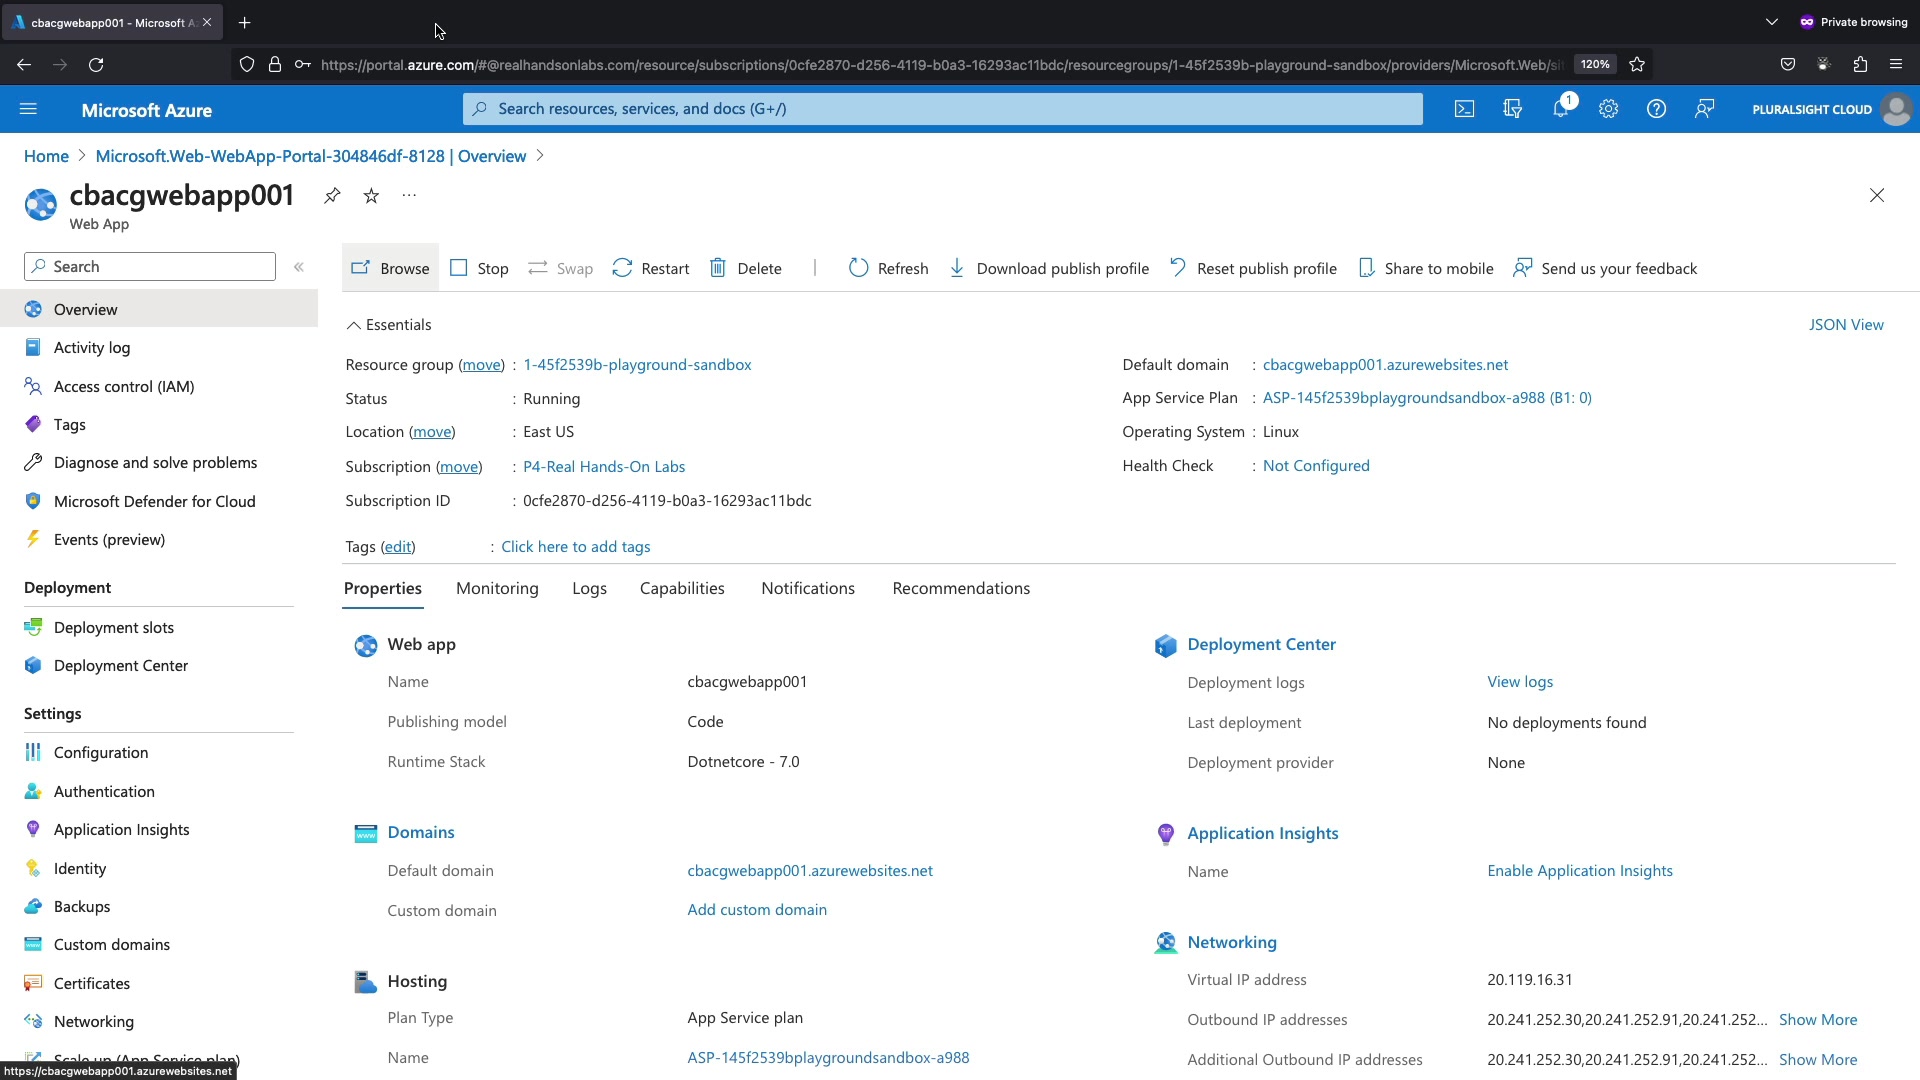 cbacgwebapp001 - Microsoft A
Private browsing
https://portal.azure.com/#@realhandsonlabs.com/resource/subscriptions/0cfe2870-d256-4119-b0a3-16293ac11bdc/resourcegroups/1-45f2539b-playground-sandbox/providers/Microsoft.Web/si
120%
Microsoft Azure
Search resources, services, and docs (G+/)
1
PLURALSIGHT CLOUD
Home > Microsoft.Web-WebApp-Portal-304846df-8128 | Overview >
cbacgwebapp001
Web App
Search
Overview
Activity log
Access control (IAM)
Tags
Diagnose and solve problems
Microsoft Defender for Cloud
Events (preview)
Deployment
Deployment slots
Deployment Center
Settings
Configuration
Authentication
Application Insights
Identity
Backups
Custom domains
Certificates
Networking
Scale up (App Service plan)
https://cbacgwebapp001.azurewebsites.net
Browse
Stop
Swap
Restart
Delete
Refresh
Download publish profile
Reset publish profile
Share to mobile
Send us your feedback
Essentials
JSON View
Resource group (move) : 1-45f2539b-playground-sandbox
Status : Running
Location (move) : East US
Subscription (move) : P4-Real Hands-On Labs
Subscription ID : 0cfe2870-d256-4119-b0a3-16293ac11bdc
Default domain : cbacgwebapp001.azurewebsites.net
App Service Plan : ASP-145f2539bplaygroundsandbox-a988 (B1: 0)
Operating System : Linux
Health Check : Not Configured
Tags (edit) : Click here to add tags
Properties
Monitoring
Logs
Capabilities
Notifications
Recommendations
Web app
Name cbacgwebapp001
Publishing model Code
Runtime Stack Dotnetcore - 7.0
Domains
Default domain cbacgwebapp001.azurewebsites.net
Custom domain Add custom domain
Hosting
Plan Type App Service plan
Name ASP-145f2539bplaygroundsandbox-a988
Deployment Center
Deployment logs View logs
Last deployment No deployments found
Deployment provider None
Application Insights
Name Enable Application Insights
Networking
Virtual IP address 20.119.16.31
Outbound IP addresses 20.241.252.30,20.241.252.91,20.241.252... Show More
Additional Outbound IP addresses 20.241.252.30,20.241.252.91,20.241.252... Show More